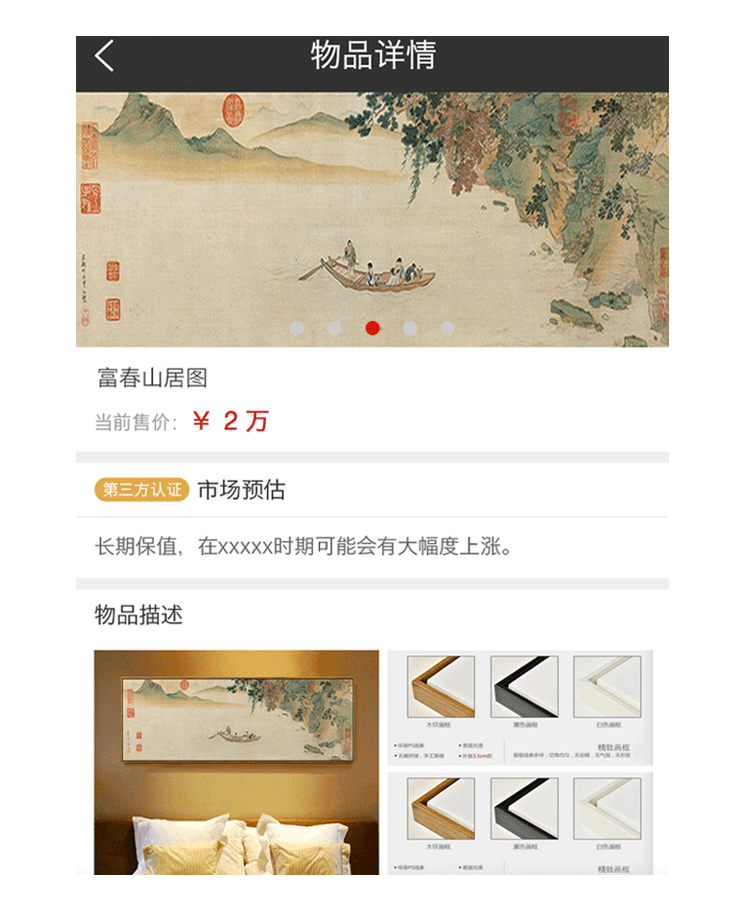 物品详情
富春山居图
当前售价: ￥ 2 万
第三方认证 市场预估
长期保值，在xxxxx时期可能会有大幅度上涨。
物品描述
木纹画框 黑色画框 白色画框
精致画框
木纹画框 黑色画框 白色画框
精致画框